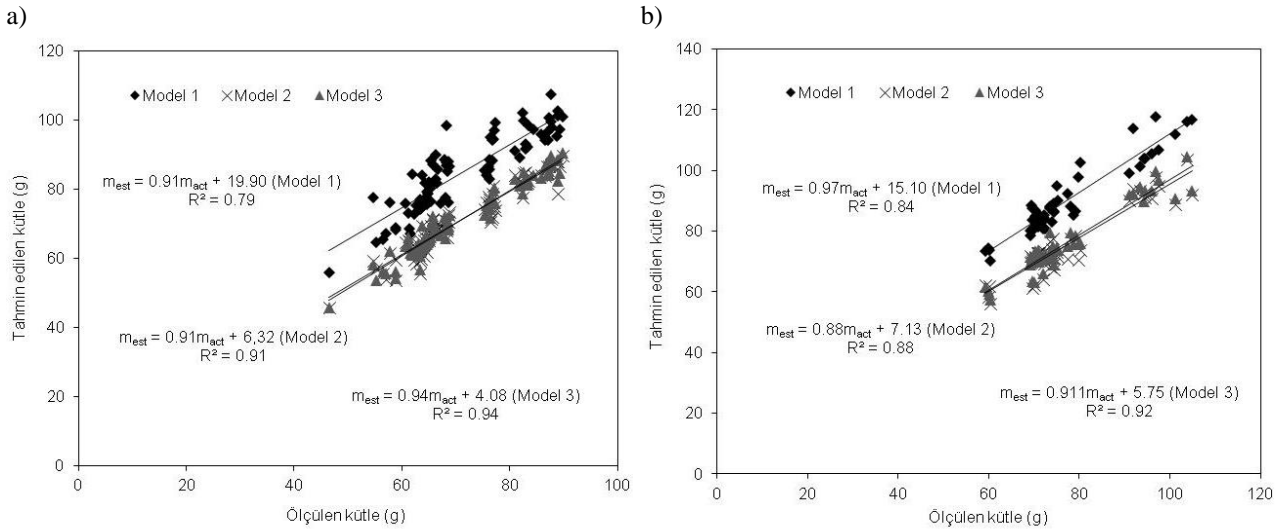 a)
120
100
80
60
40
20
0
0 20 40 60 80 100
Tahmin edilen kütle (g)
Ölçülen kütle (g)
Model 1 Model 2 Model 3
m_est = 0.91m_act + 19.90 (Model 1)
R² = 0.79
m_est = 0.91m_act + 6,32 (Model 2)
R² = 0.91
m_est = 0.94m_act + 4.08 (Model 3)
R² = 0.94
b)
140
120
100
80
60
40
20
0
0 20 40 60 80 100 120
Tahmin edilen kütle (g)
Ölçülen kütle (g)
Model 1 Model 2 Model 3
m_est = 0.97m_act + 15.10 (Model 1)
R² = 0.84
m_est = 0.88m_act + 7.13 (Model 2)
R² = 0.88
m_est = 0.911m_act + 5.75 (Model 3)
R² = 0.92